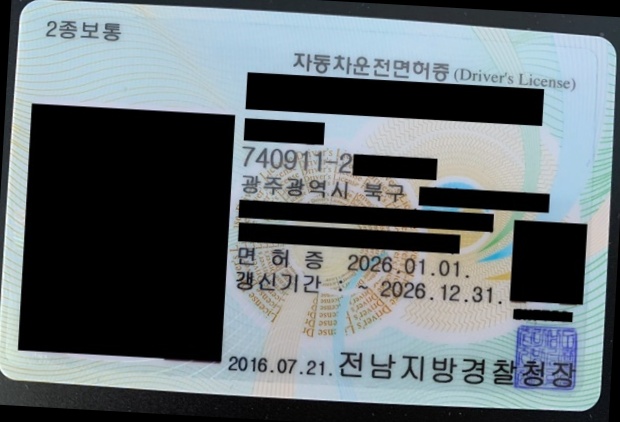 2종보통
자동차운전면허증 (Driver's License)
740911-2
광주광역시 북구
면 허 증 2026.01.01.
갱신기간 : ~ 2026.12.31.
2016.07.21. 전남지방경찰청장